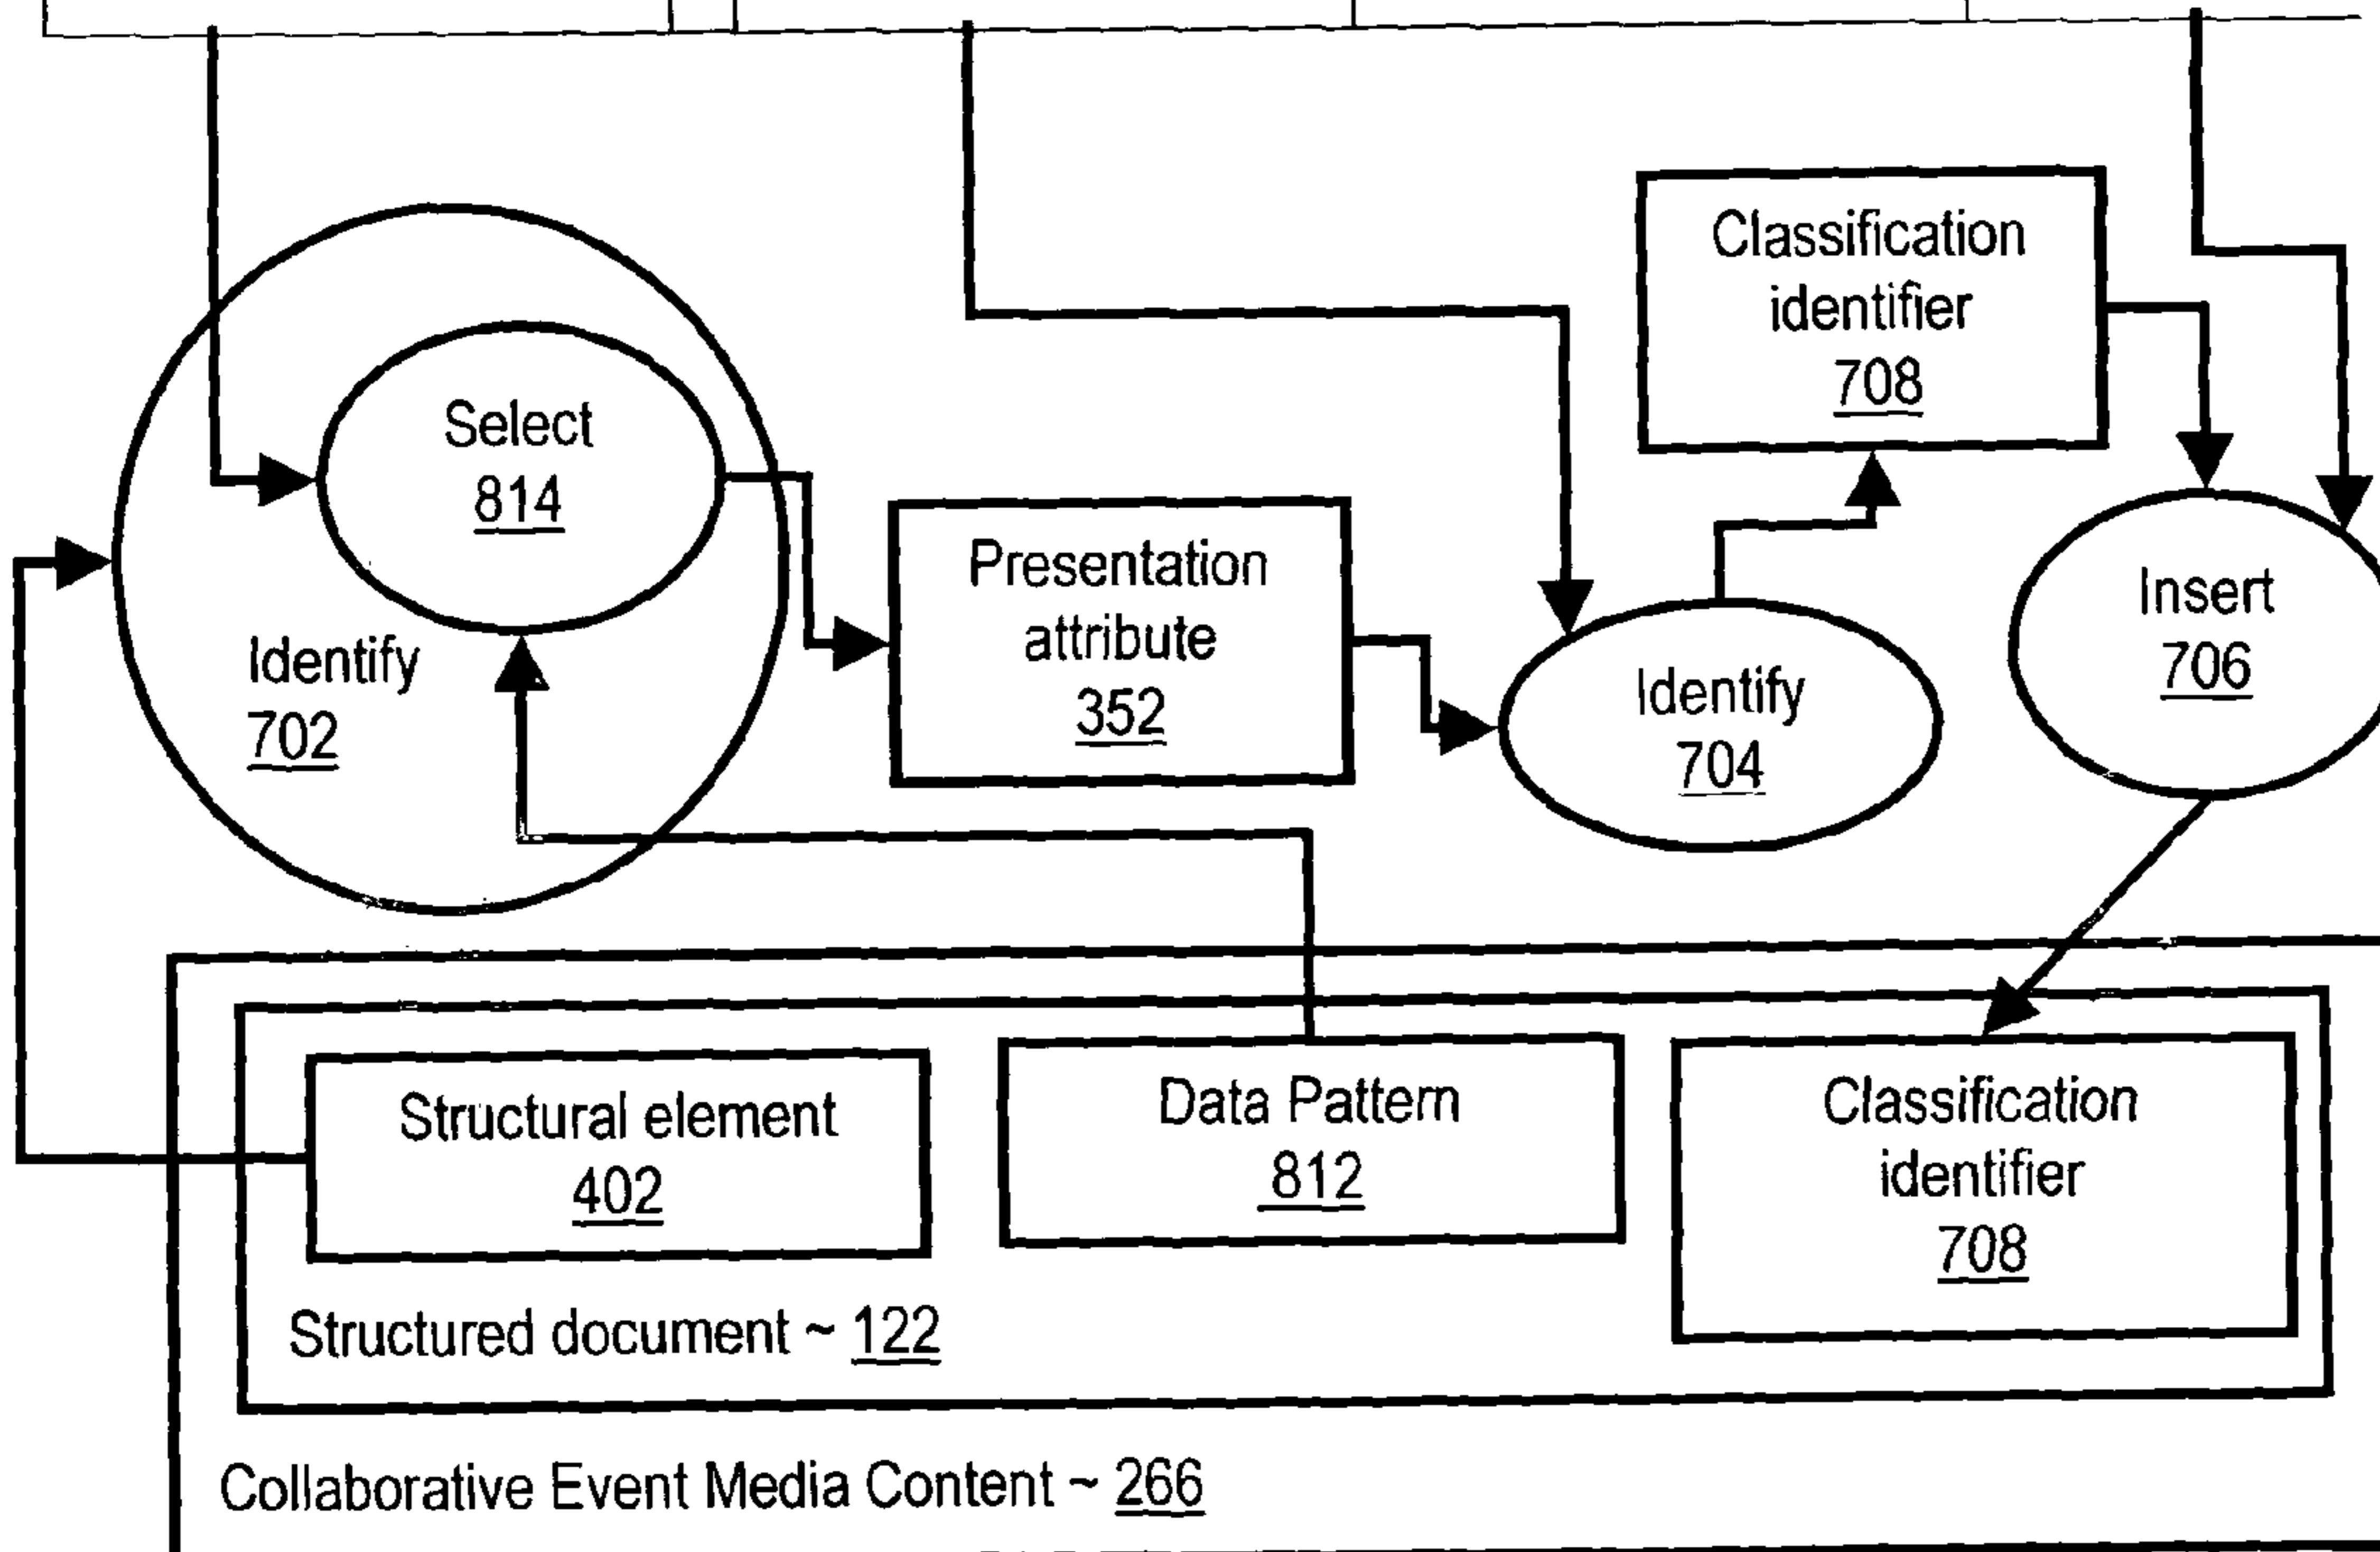 Classification
identifier
708
Select
814
Presentation
attribute
352
Identify
702
Identify
704
Insert
706
Structural element
402
Data Pattern
812
Classification
identifier
708
Structured document ~ 122
Collaborative Event Media Content ~ 266